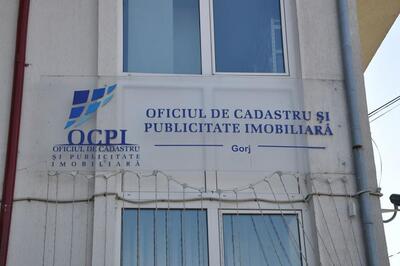 OCPI
OFICIUL DE CADASTRU
ȘI PUBLICITATE
IMOBILIARĂ
OFICIUL DE CADASTRU ȘI
PUBLICITATE IMOBILIARĂ
Gorj